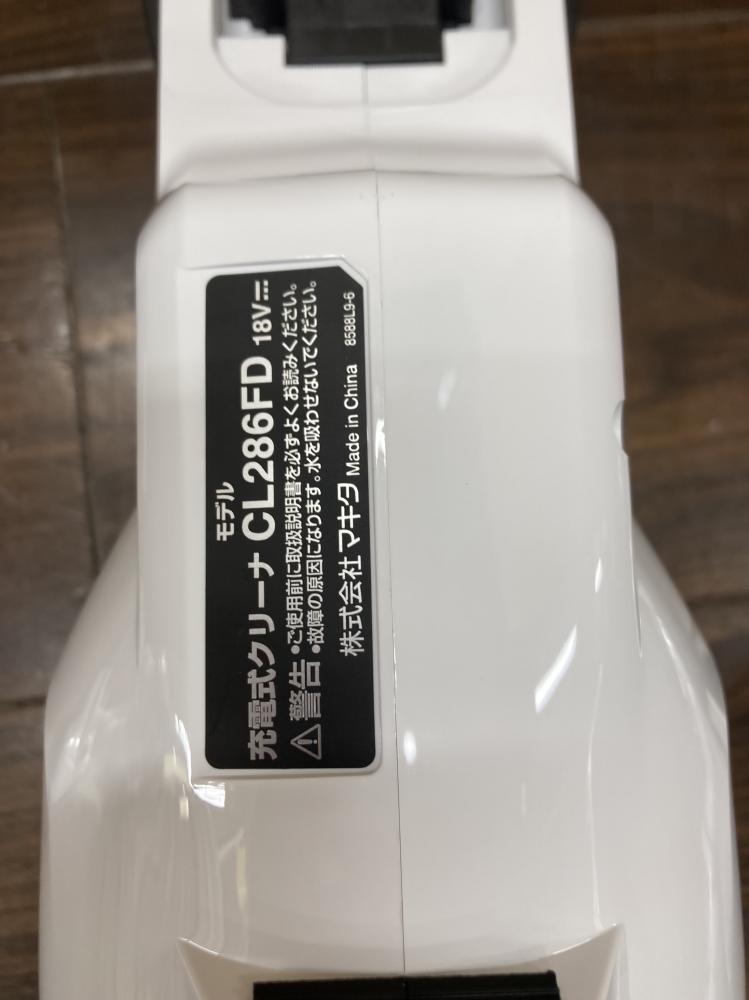 モデル
充電式クリーナ CL286FD 18V⎓
⚠警告 •ご使用前に取扱説明書を必ずよくお読みください。
•故障の原因になります。水を吸わせないでください。
株式会社 マキタ Made in China 8588L9-6